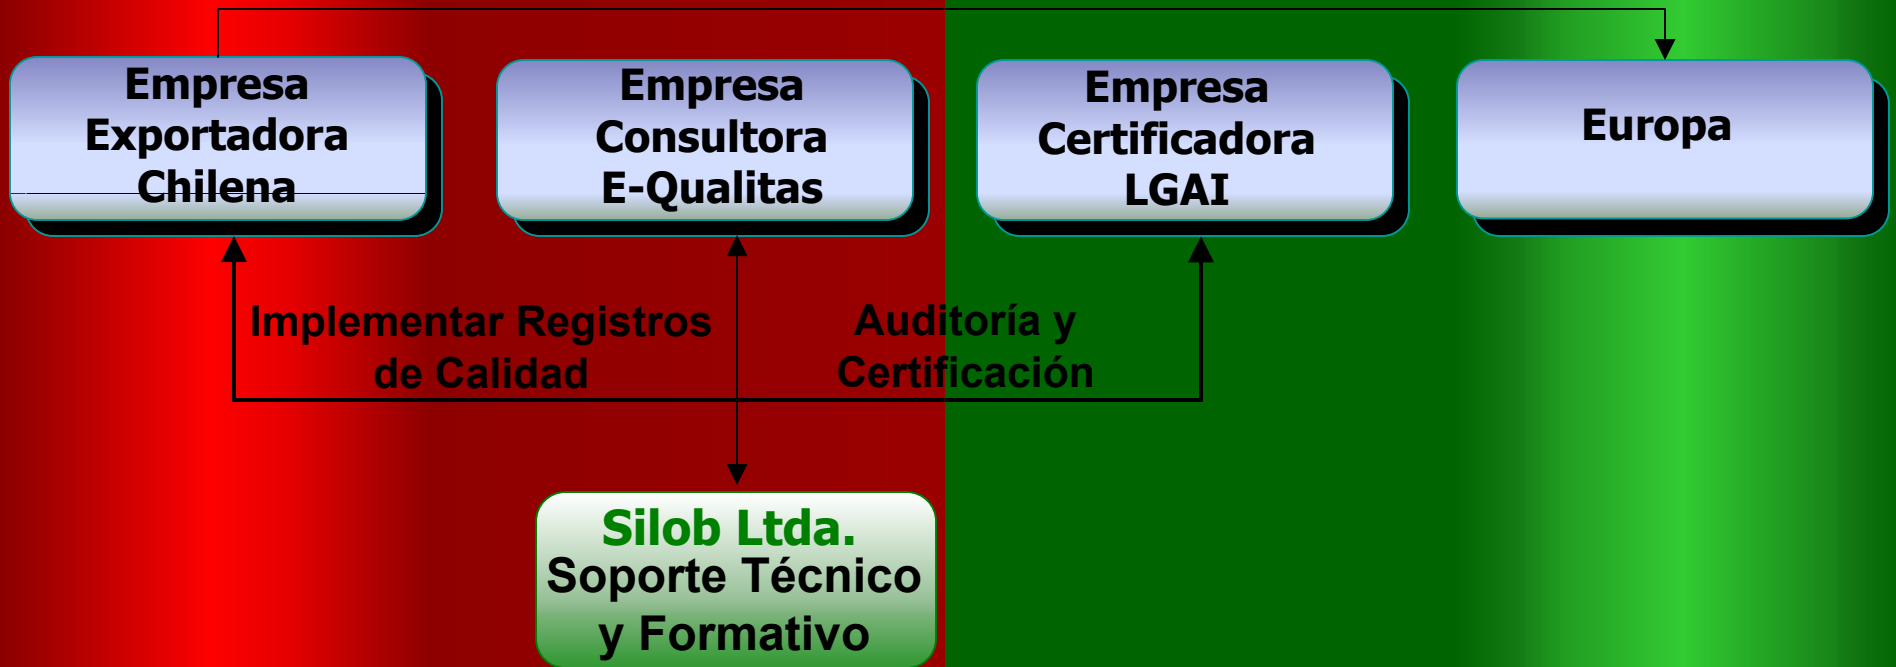 Empresa
Exportadora
Chilena
Empresa
Consultora
E-Qualitas
Empresa
Certificadora
LGAI
Europa
Implementar Registros
de Calidad
Auditoría y
Certificación
Silob Ltda.
Soporte Técnico
y Formativo